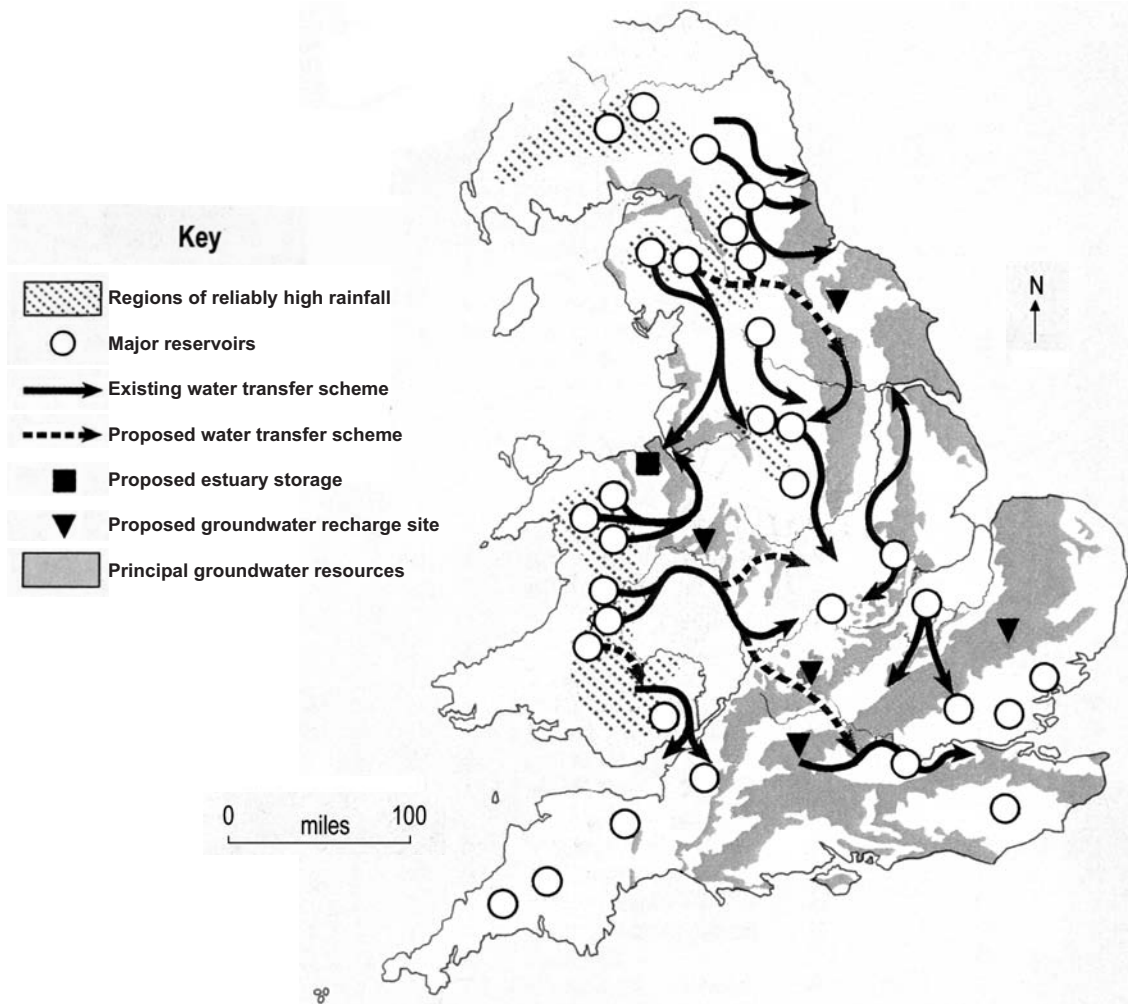 Key
Regions of reliably high rainfall
Major reservoirs
Existing water transfer scheme
Proposed water transfer scheme
Proposed estuary storage
Proposed groundwater recharge site
Principal groundwater resources
N
0 100
miles